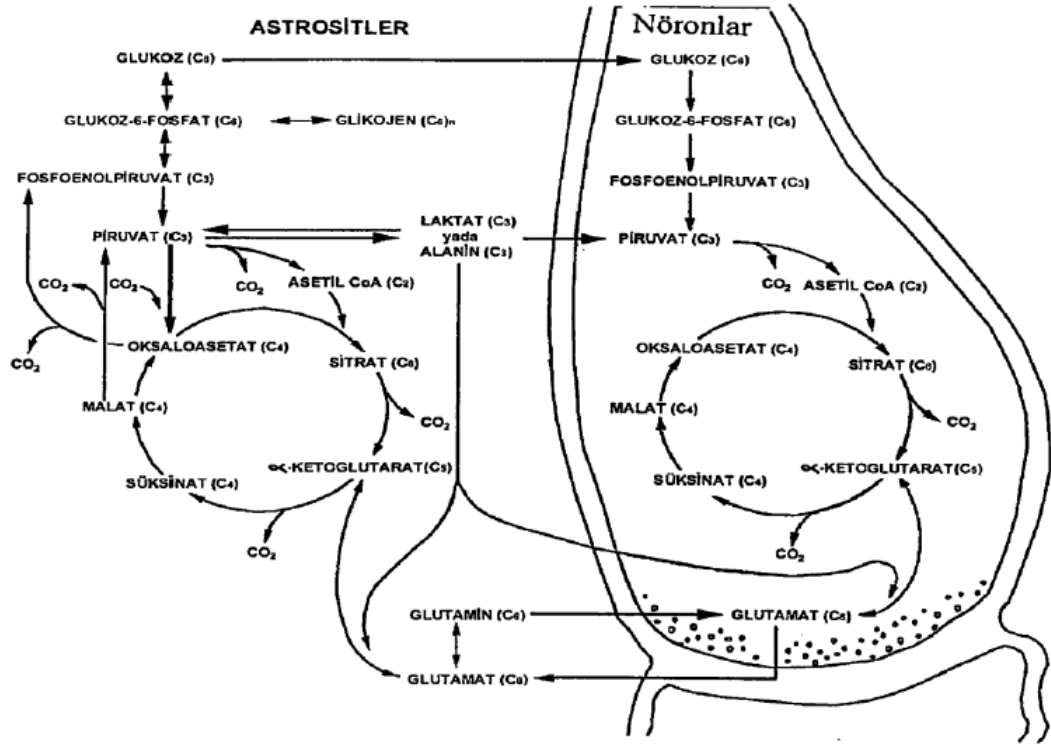 ASTROSİTLER
Nöronlar
GLUKOZ (C6)
GLUKOZ (C6)
GLUKOZ-6-FOSFAT (C6)
GLİKOJEN (C6)n
GLUKOZ-6-FOSFAT (C6)
FOSFOENOLPİRUVAT (C3)
FOSFOENOLPİRUVAT (C3)
PİRUVAT (C3)
LAKTAT (C3)
yada
ALANİN (C3)
PİRUVAT (C3)
CO2
CO2
CO2
ASETİL CoA (C2)
CO2
ASETİL CoA (C2)
CO2
OKSALOASETAT (C4)
SİTRAT (C6)
OKSALOASETAT (C4)
SİTRAT (C6)
MALAT (C4)
CO2
MALAT (C4)
CO2
SÜKSİNAT (C4)
α-KETOGLUTARAT(C5)
SÜKSİNAT (C4)
α-KETOGLUTARAT(C5)
CO2
CO2
GLUTAMİN (C6)
GLUTAMAT (C5)
GLUTAMAT (C6)